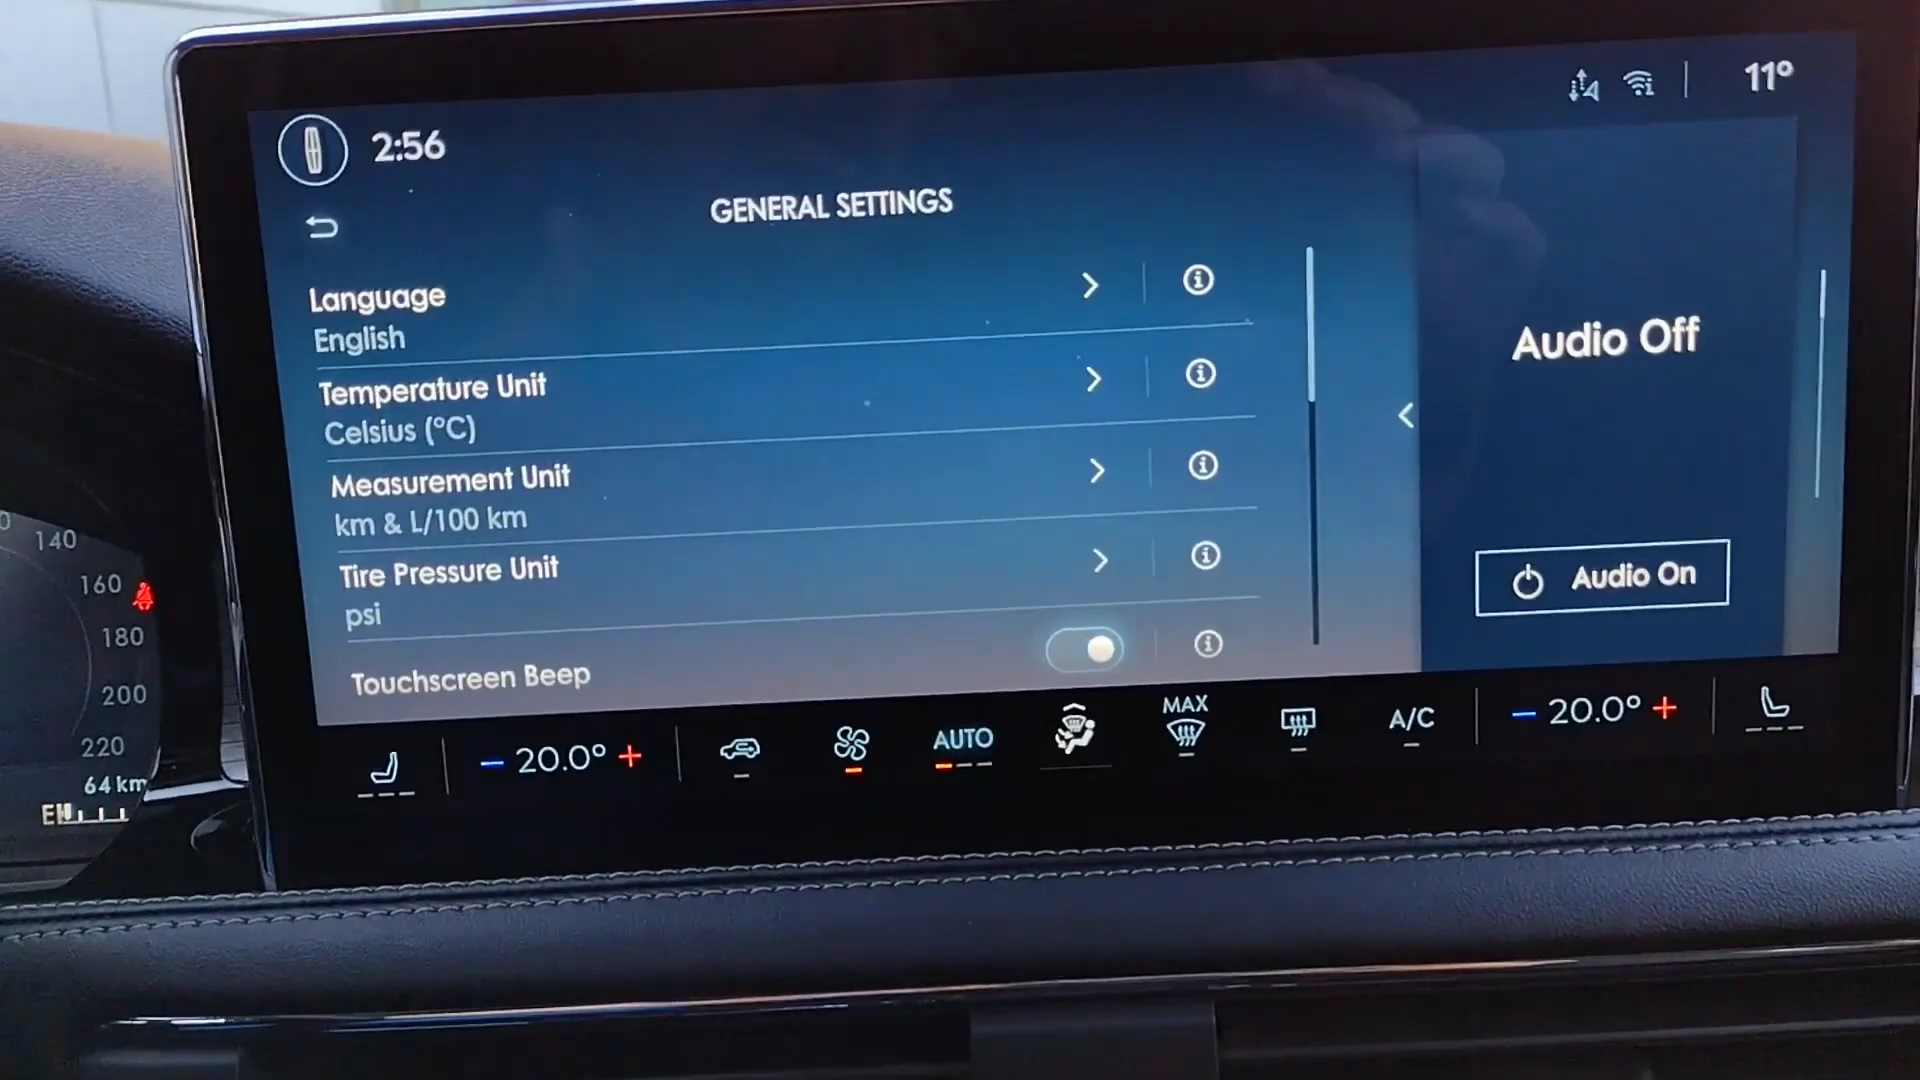 11°
2:56
GENERAL SETTINGS
Language
English
Temperature Unit
Celsius (°C)
Measurement Unit
km & L/100 km
Tire Pressure Unit
psi
Touchscreen Beep
Audio Off
Audio On
- 20.0° +
AUTO
MAX
A/C
- 20.0° +
140
160
180
200
220
64 km
E